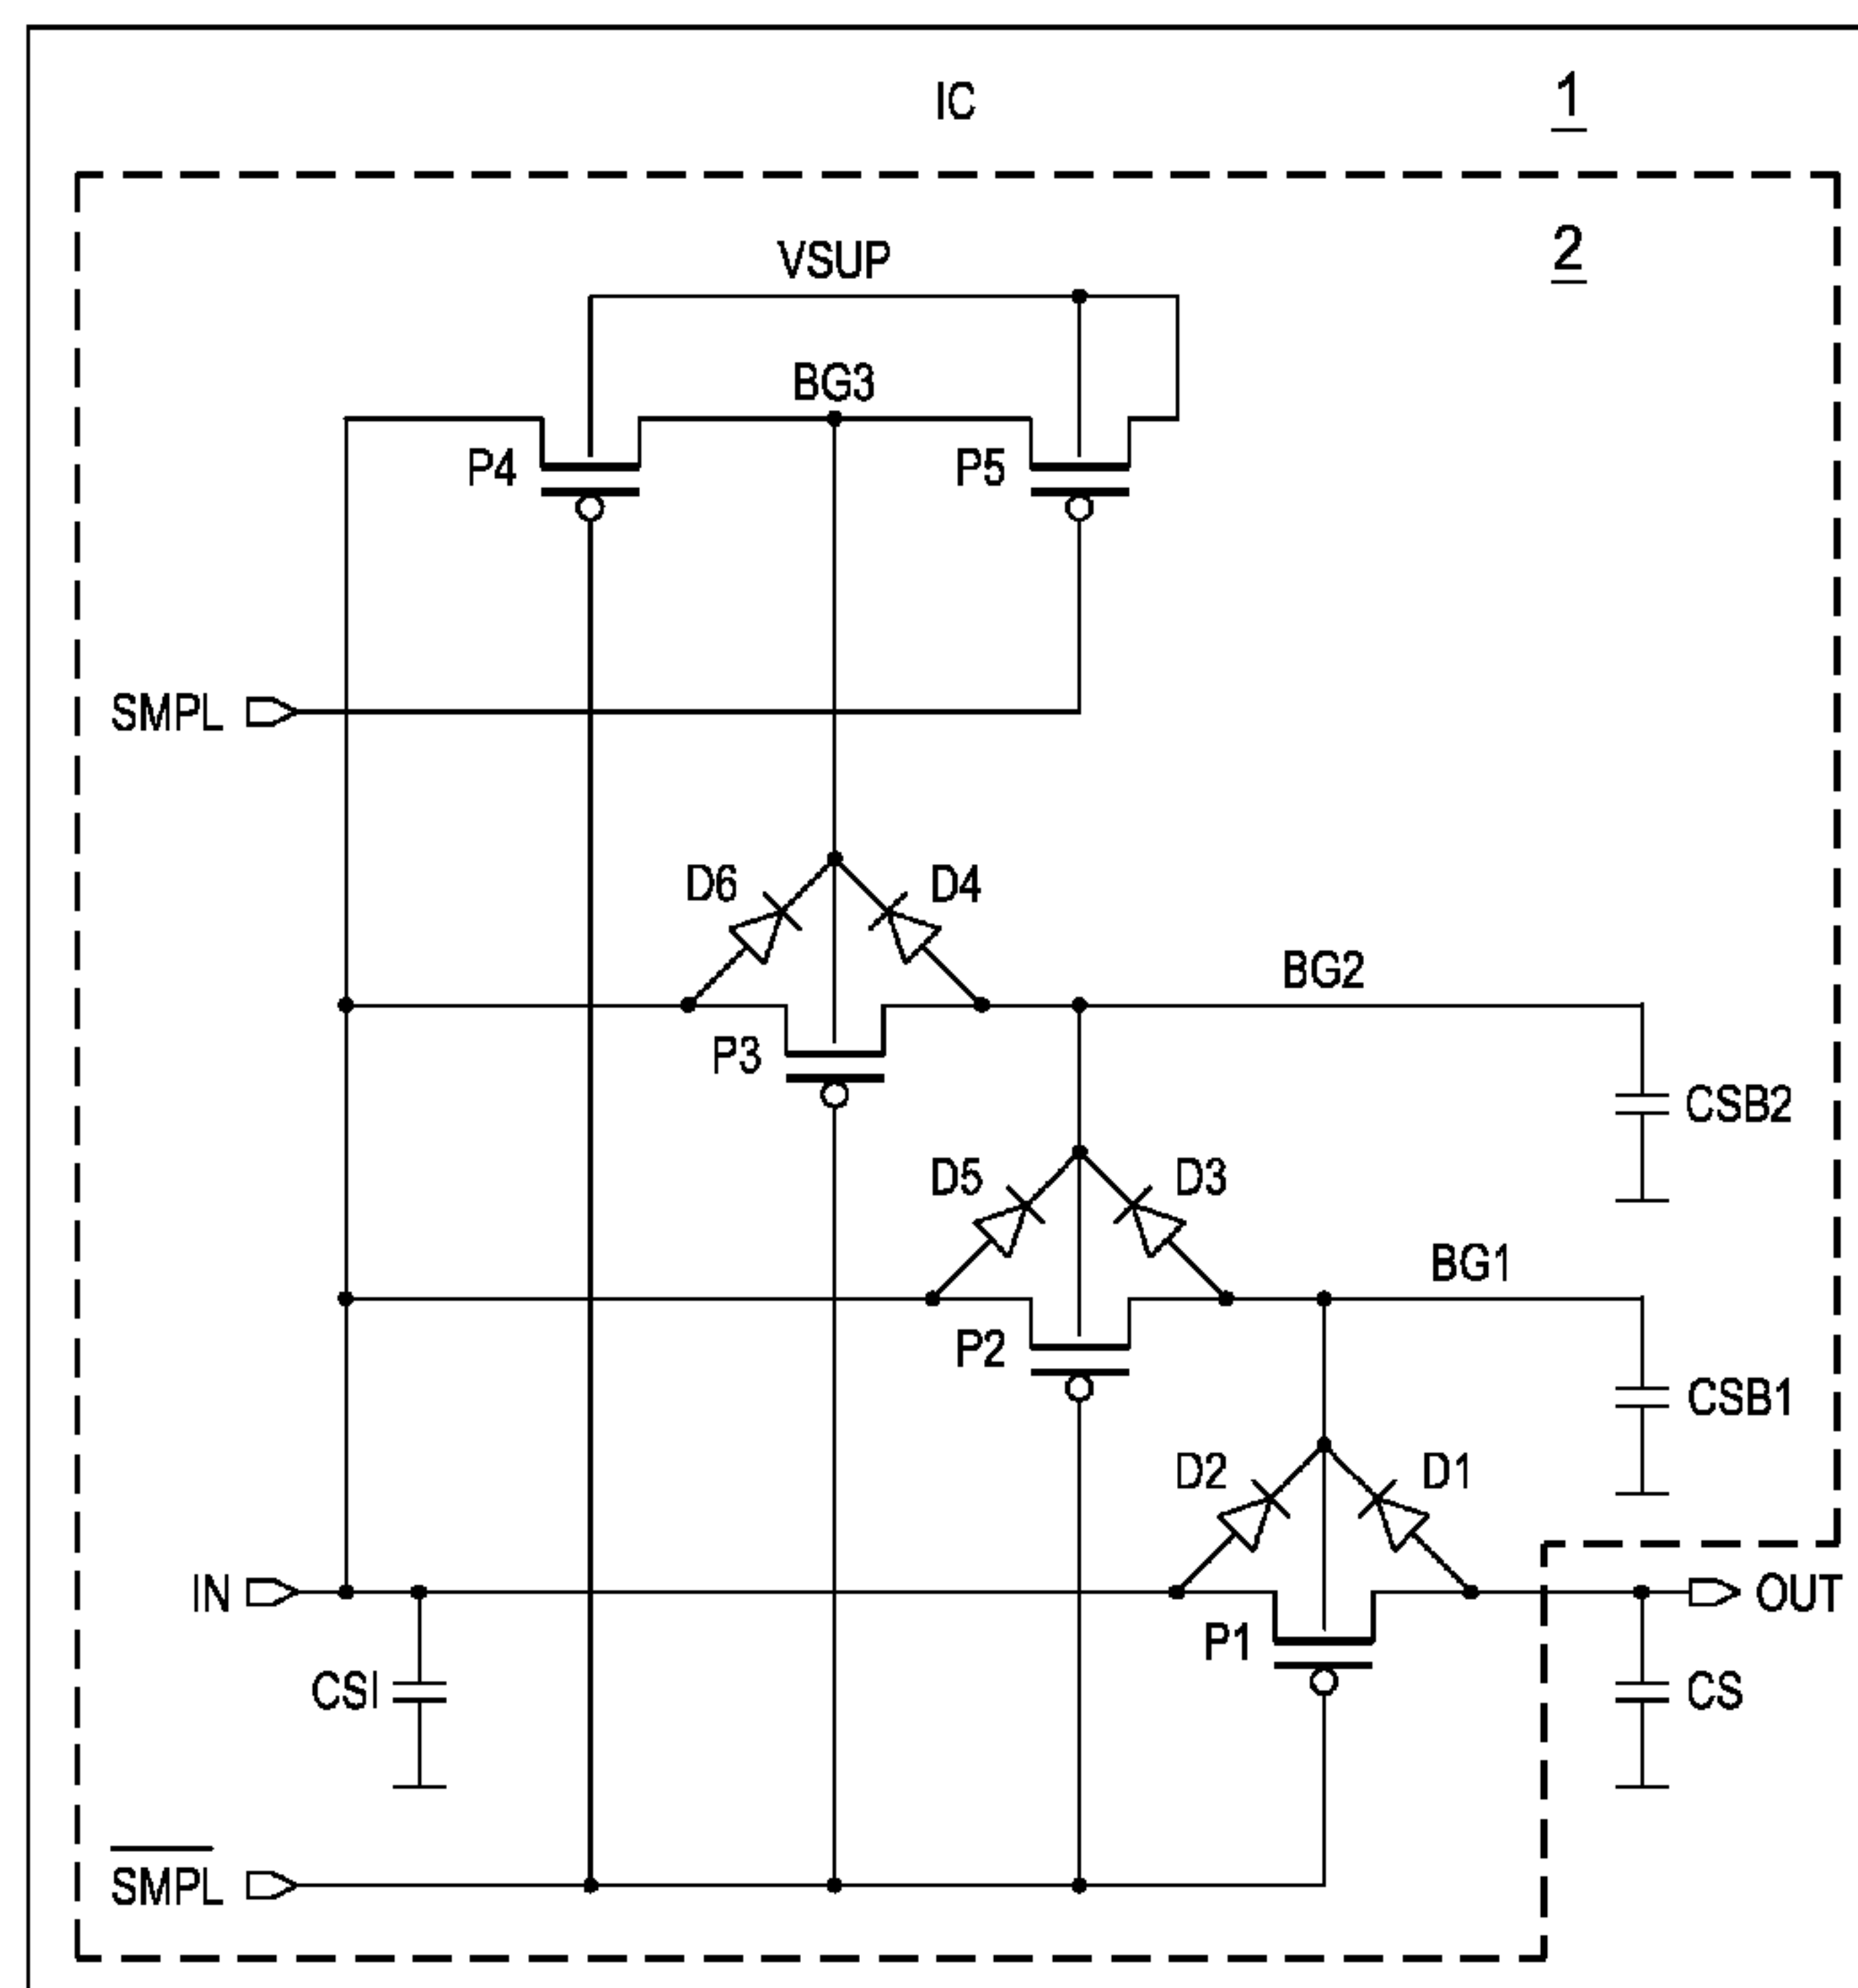 IC
1
2
VSUP
BG3
P4
P5
SMPL
D6
D4
BG2
P3
CSB2
D5
D3
BG1
P2
CSB1
D2
D1
IN
OUT
P1
CSI
CS
SMPL